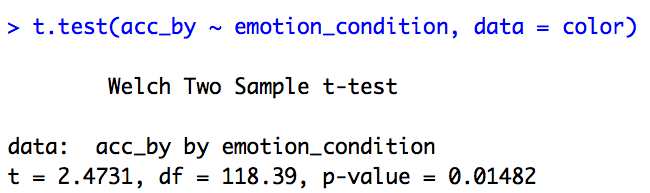 > t.test(acc_by ~ emotion_condition, data = color)
Welch Two Sample t-test
data:  acc_by by emotion_condition
t = 2.4731, df = 118.39, p-value = 0.01482